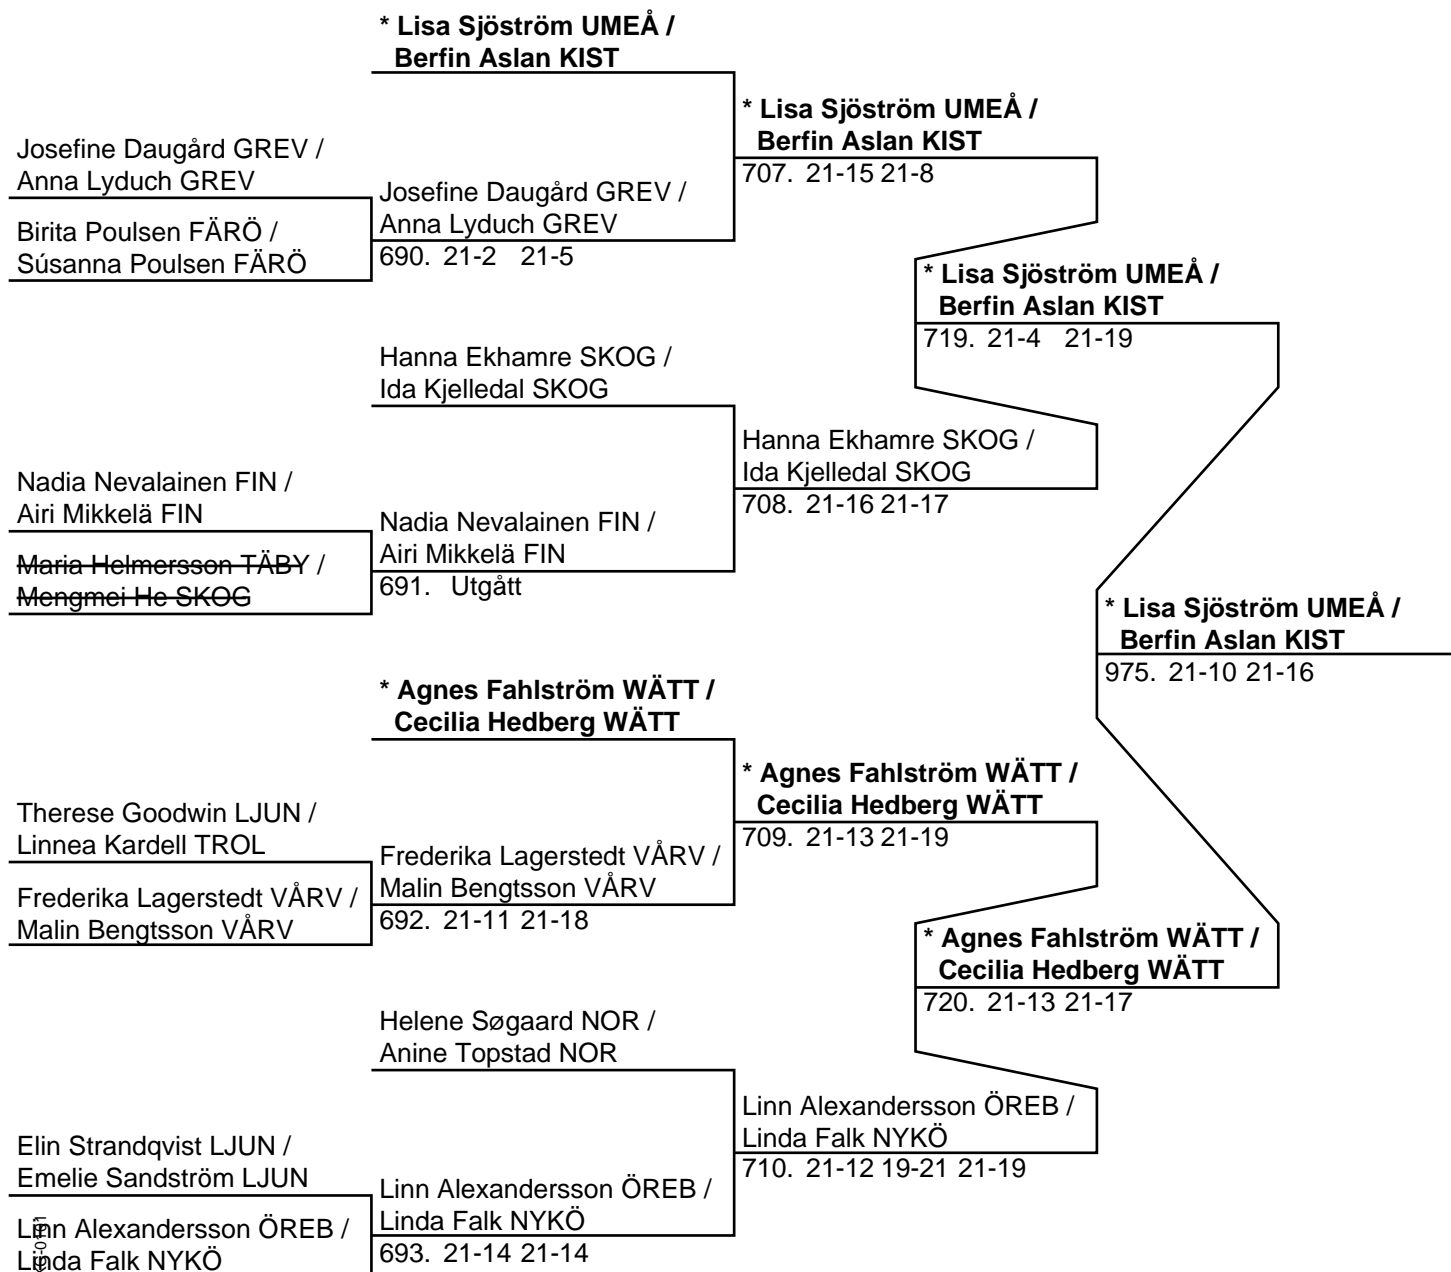 * Lisa Sjöström UMEÅ /
Berfin Aslan KIST
* Lisa Sjöström UMEÅ /
Berfin Aslan KIST
707. 21-15 21-8
Josefine Daugård GREV /
Anna Lyduch GREV
Josefine Daugård GREV /
Anna Lyduch GREV
690. 21-2 21-5
Birita Poulsen FÄRÖ /
Súsanna Poulsen FÄRÖ
* Lisa Sjöström UMEÅ /
Berfin Aslan KIST
719. 21-4 21-19
Hanna Ekhamre SKOG /
Ida Kjelledal SKOG
Hanna Ekhamre SKOG /
Ida Kjelledal SKOG
708. 21-16 21-17
Nadia Nevalainen FIN /
Airi Mikkelä FIN
Nadia Nevalainen FIN /
Airi Mikkelä FIN
691. Utgått
Maria Helmersson TÄBY /
Mengmei He SKOG
* Lisa Sjöström UMEÅ /
Berfin Aslan KIST
975. 21-10 21-16
* Agnes Fahlström WÄTT /
Cecilia Hedberg WÄTT
* Agnes Fahlström WÄTT /
Cecilia Hedberg WÄTT
709. 21-13 21-19
Therese Goodwin LJUN /
Linnea Kardell TROL
Frederika Lagerstedt VÅRV /
Malin Bengtsson VÅRV
692. 21-11 21-18
Frederika Lagerstedt VÅRV /
Malin Bengtsson VÅRV
* Agnes Fahlström WÄTT /
Cecilia Hedberg WÄTT
720. 21-13 21-17
Helene Søgaard NOR /
Anine Topstad NOR
Linn Alexandersson ÖREB /
Linda Falk NYKÖ
710. 21-12 19-21 21-19
Elin Strandqvist LJUN /
Emelie Sandström LJUN
Linn Alexandersson ÖREB /
Linda Falk NYKÖ
693. 21-14 21-14
Linn Alexandersson ÖREB /
Linda Falk NYKÖ